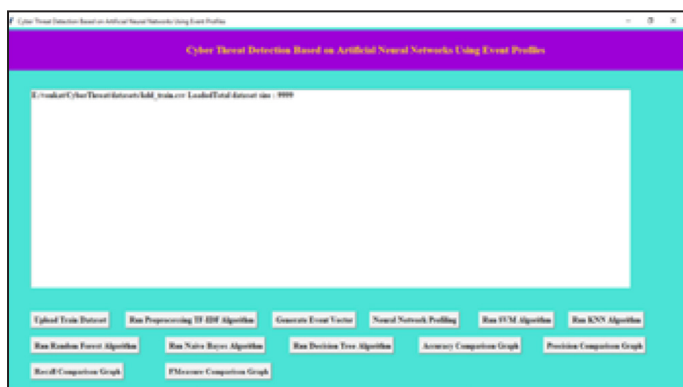 Cyber Threat Detection Based on Artificial Neural Networks Using Event Profiles
Cyber Threat Detection Based on Artificial Neural Networks Using Event Profiles
E:/venkat/CyberThreat/datasets/kdd_train.csv LoadedTotal dataset size : 9999
Upload Train Dataset Run Preprocessing TF-IDF Algorithm Generate Event Vector Neural Network Profiling Run SVM Algorithm Run KNN Algorithm
Run Random Forest Algorithm Run Naive Bayes Algorithm Run Decision Tree Algorithm Accuracy Comparison Graph Precision Comparison Graph
Recall Comparison Graph FMeasure Comparison Graph